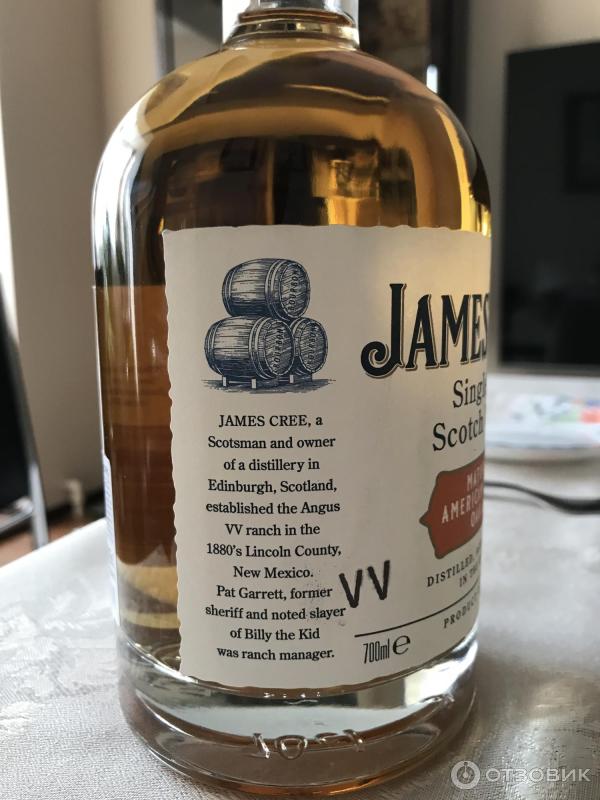 JAMES CREE, a
Scotsman and owner
of a distillery in
Edinburgh, Scotland,
established the Angus
VV ranch in the
1880's Lincoln County,
New Mexico.
Pat Garrett, former
sheriff and noted slayer
of Billy the Kid
was ranch manager.
JAMES
Scotch
VV
DISTILLED,
IN
700ml e
ОТЗОВИК